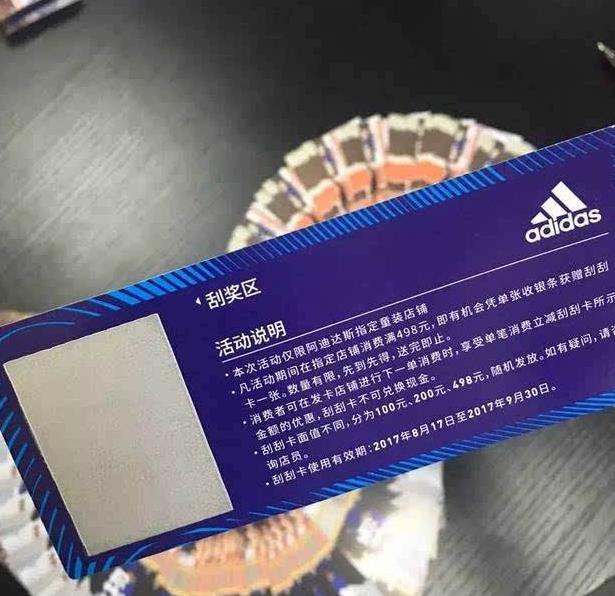 adidas
刮奖区
活动说明
·本次活动仅限阿迪达斯指定童装店铺
·凡活动期间在指定店铺消费满498元，即有机会凭单张收银条获赠刮刮
卡一张。数量有限，先到先得，送完即止。
·消费者可在发卡店铺进行下一单消费时，享受单笔消费立减刮刮卡所示
金额的优惠，刮刮卡不可兑换现金。
·刮刮卡面值不同，分为100元、200元、498元，随机发放。如有疑问，请
询店员。
·刮刮卡使用有效期：2017年8月17日至2017年9月30日。